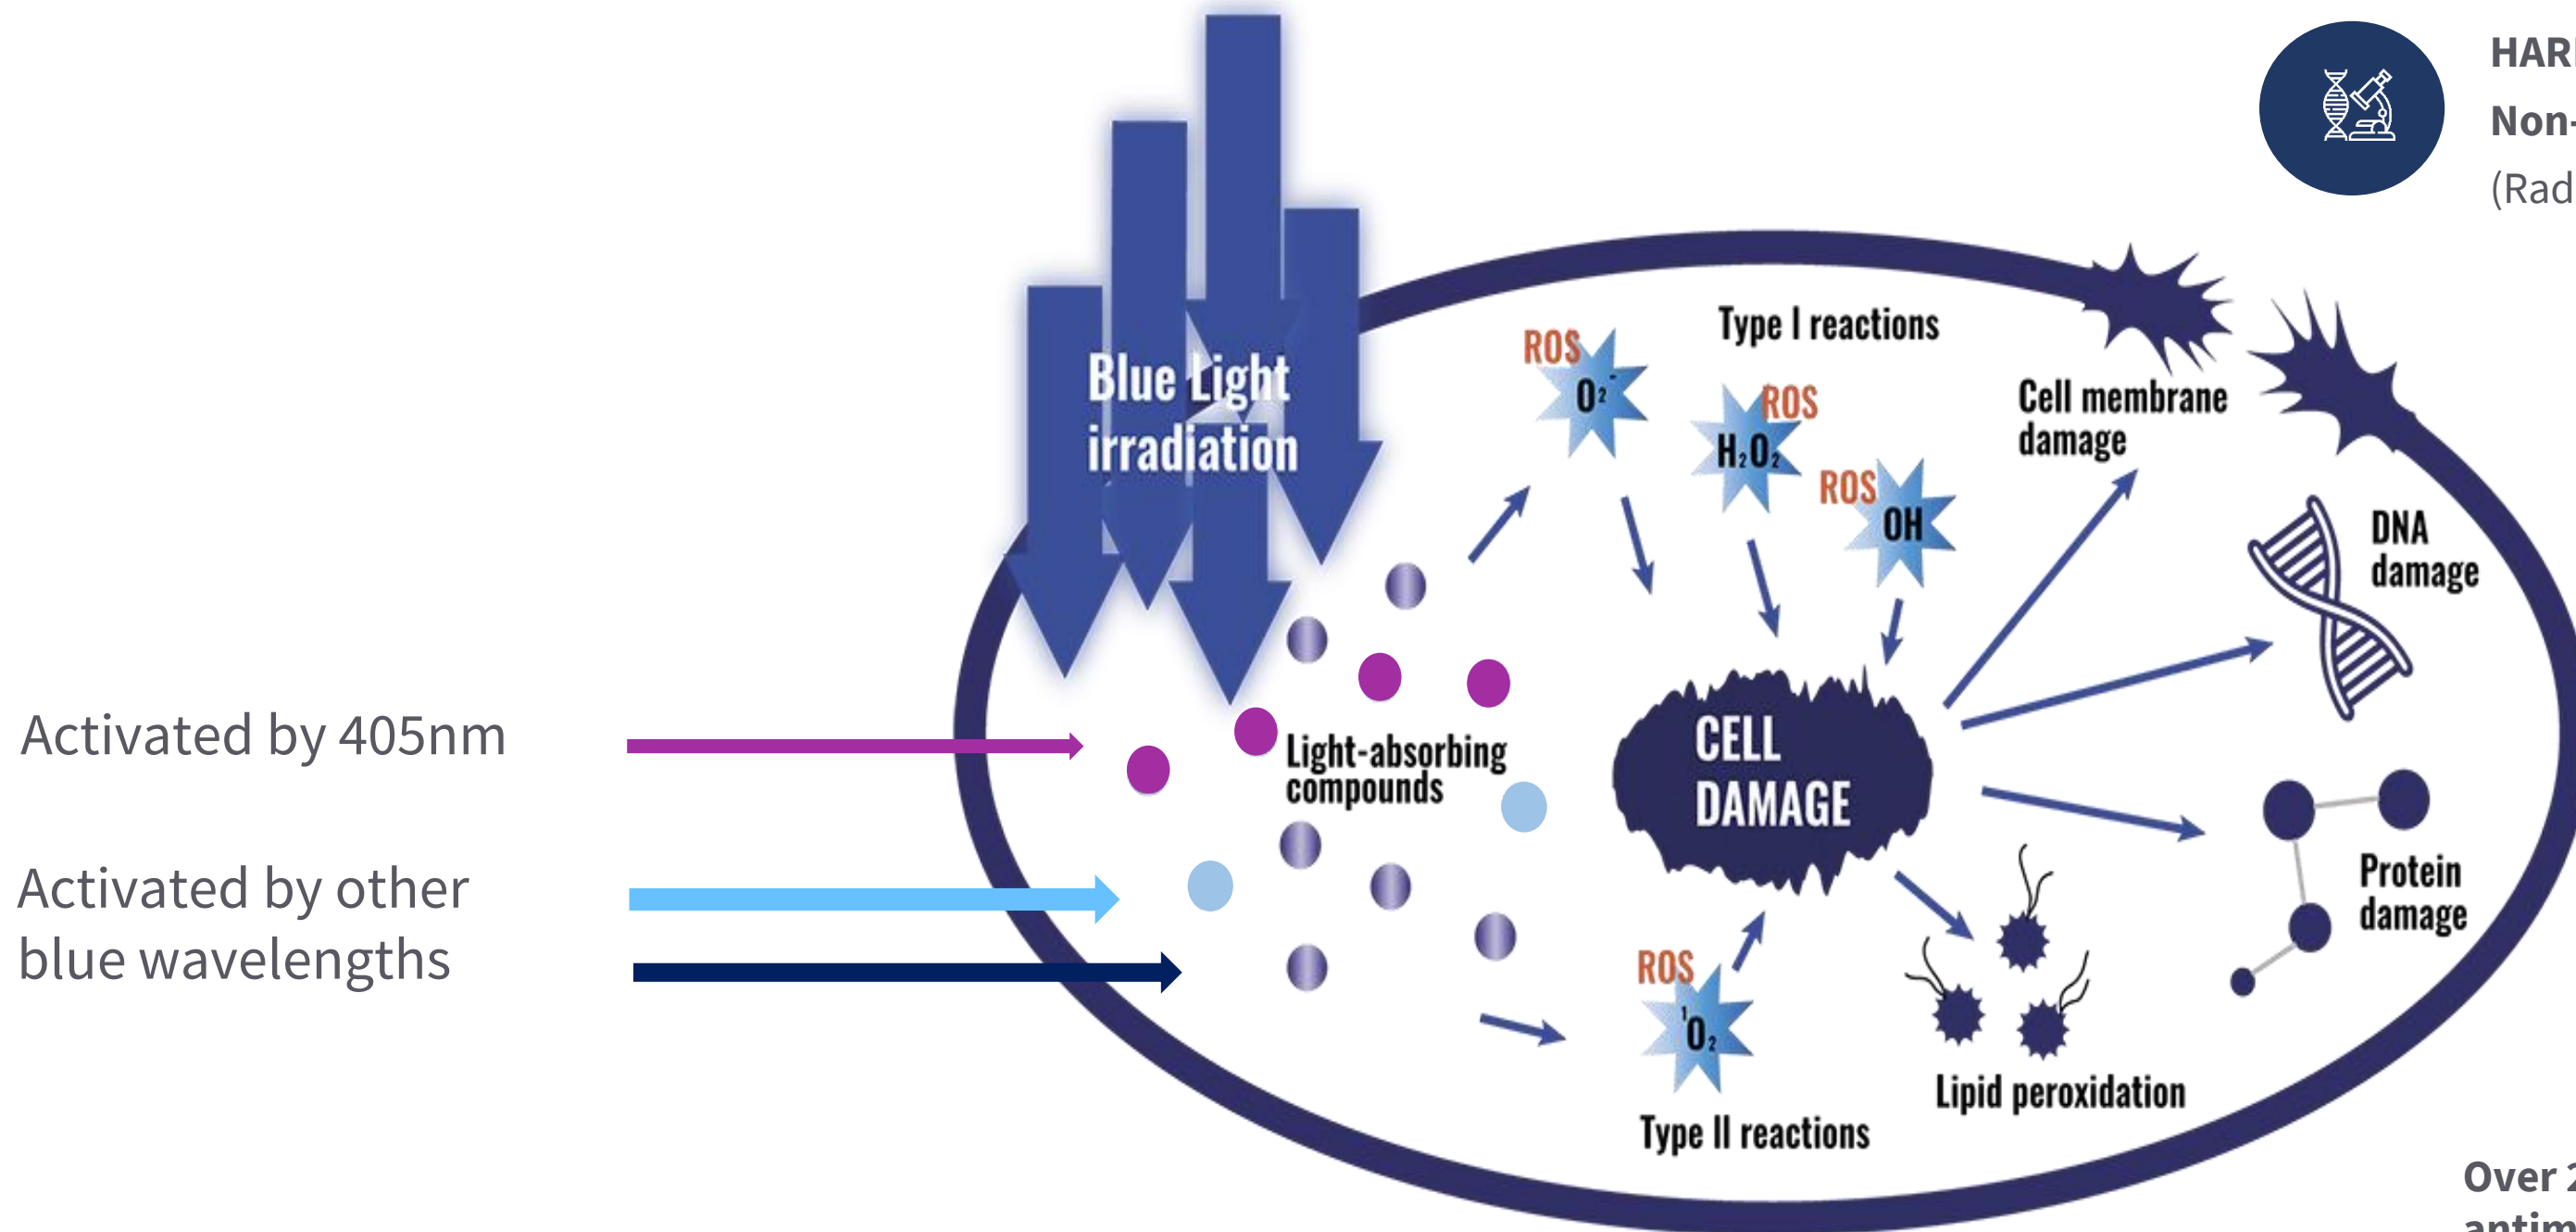 HAR
Non-
(Rad
Blue Light
irradiation
Type I reactions
ROS
O₂⁻
ROS
H₂O₂
ROS
OH
Cell membrane
damage
DNA
damage
Activated by 405nm
Light-absorbing
compounds
CELL
DAMAGE
Activated by other
blue wavelengths
Protein
damage
ROS
¹O₂
Lipid peroxidation
Type II reactions
Over 2
antim